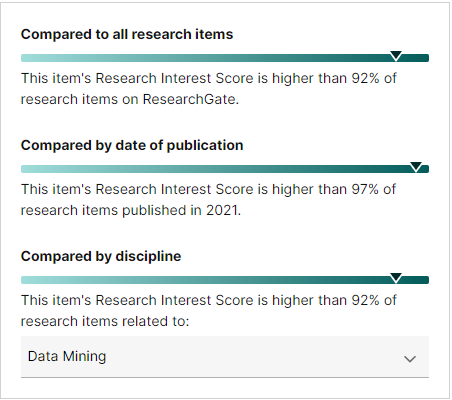 Compared to all research items
This item's Research Interest Score is higher than 92% of
research items on ResearchGate.
Compared by date of publication
This item's Research Interest Score is higher than 97% of
research items published in 2021.
Compared by discipline
This item's Research Interest Score is higher than 92% of
research items related to:
Data Mining